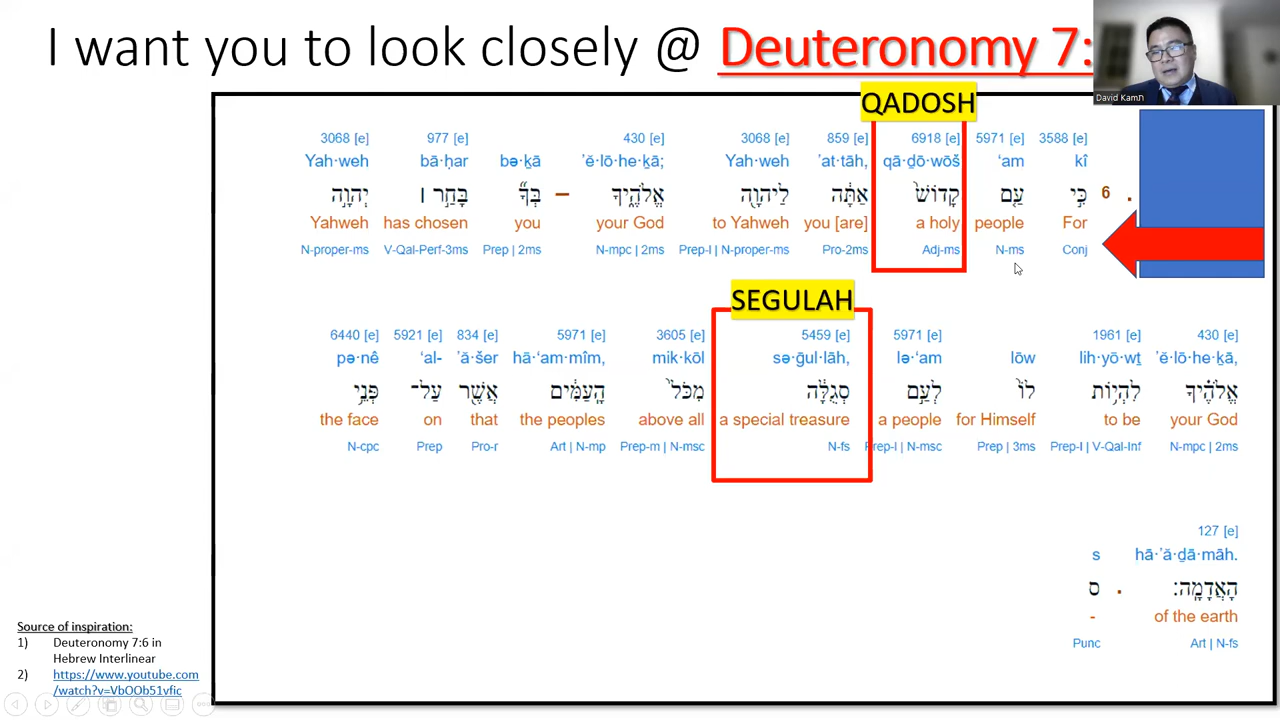 I want you to look closely @ Deuteronomy 7:
David Kamתח
QADOSH
3068 [e] 977 [e] 430 [e] 3068 [e] 859 [e] 6918 [e] 5971 [e] 3588 [e]
Yah·weh bā·ḥar bə·ḵā ’ĕ·lō·he·ḵā; Yah·weh ’at·tāh, qā·ḏō·wōš ‘am kî
יְהוָ֣ה בָּחַ֣ר ׀ בְּךָ֞ – אֱלֹהֶ֑יךָ לַיהוָ֖ה אַתָּ֔ה קָדוֹשׁ֙ עַ֤ם כִּ֣י 6 .
Yahweh has chosen you your God to Yahweh you [are] a holy people For
N-proper-ms V-Qal-Perf-3ms Prep | 2ms N-mpc | 2ms Prep-l | N-proper-ms Pro-2ms Adj-ms N-ms Conj
SEGULAH
6440 [e] 5921 [e] 834 [e] 5971 [e] 3605 [e] 5459 [e] 5971 [e] 1961 [e] 430 [e]
pə·nê ‘al- ’ă·šer hā·‘am·mîm, mik·kōl sə·ḡul·lāh, lə·‘am lōw lih·yō·wṯ ’ĕ·lō·he·ḵā,
פְּנֵ֥י עַל־ אֲשֶׁ֖ר הָֽעַמִּ֔ים מִכֹּל֙ סְגֻלָּ֔ה לְעַ֣ם לוֹ֙ לִהְי֥וֹת אֱלֹהֶ֗יךָ
the face on that the peoples above all a special treasure a people for Himself to be your God
N-cpc Prep Pro-r Art | N-mp Prep-m | N-msc N-fs Prep-l | N-msc Prep | 3ms Prep-l | V-Qal-Inf N-mpc | 2ms
127 [e]
s hā·’ă·ḏā·māh.
ס . הָאֲדָמָֽה׃
- of the earth
Punc Art | N-fs
Source of inspiration:
1) Deuteronomy 7:6 in
Hebrew Interlinear
2) https://www.youtube.com
/watch?v=VbOOb51vfic